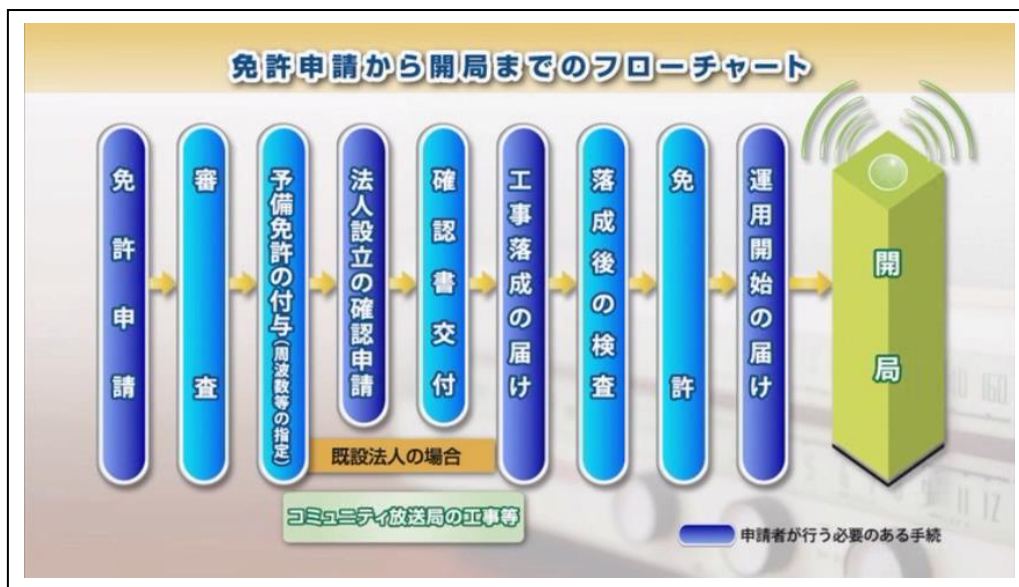 免許申請から開局までのフローチャート
免許申請
審査
予備免許の付与(周波数等の指定)
法人設立の確認申請
確認書交付
工事落成の届け
落成後の検査
免許
運用開始の届け
開局
既設法人の場合
コミュニティ放送局の工事等
申請者が行う必要のある手続